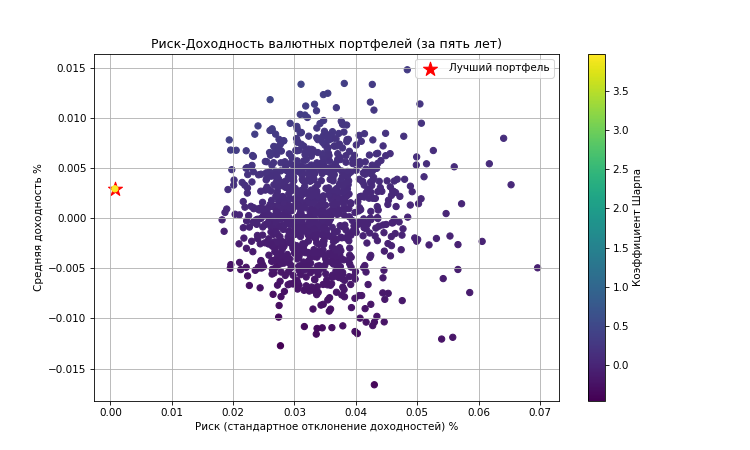 Риск-Доходность валютных портфелей (за пять лет)
Лучший портфель
Средняя доходность %
0.015
0.010
0.005
0.000
−0.005
−0.010
−0.015
0.00 0.01 0.02 0.03 0.04 0.05 0.06 0.07
Риск (стандартное отклонение доходностей) %
3.5
3.0
2.5
2.0
1.5
1.0
0.5
0.0
Коэффициент Шарпа